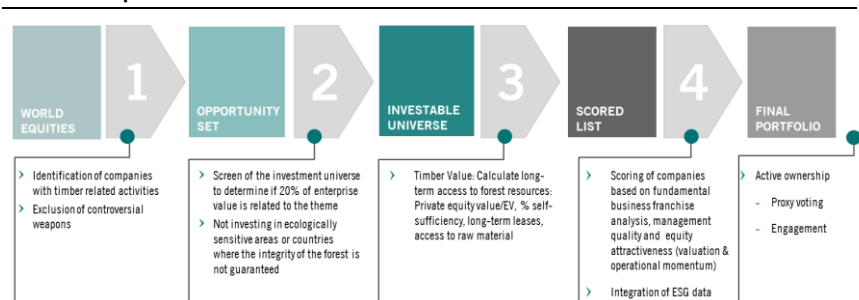 WORLD
EQUITIES
1
OPPORTUNITY
SET
2
INVESTABLE
UNIVERSE
3
SCORED
LIST
4
FINAL
PORTFOLIO
› Identification of companies
with timber related activities
› Exclusion of controversial
weapons
› Screen of the investment universe
to determine if 20% of enterprise
value is related to the theme
› Not investing in ecologically
sensitive areas or countries
where the integrity of the forest is
not guaranteed
› Timber Value: Calculate long-
term access to forest resources:
Private equity value/EV, % self-
sufficiency, long-term leases,
access to raw material
› Scoring of companies
based on fundamental
business franchise
analysis, management
quality and equity
attractiveness (valuation &
operational momentum)
› Integration of ESG data
› Active ownership
- Proxy voting
- Engagement